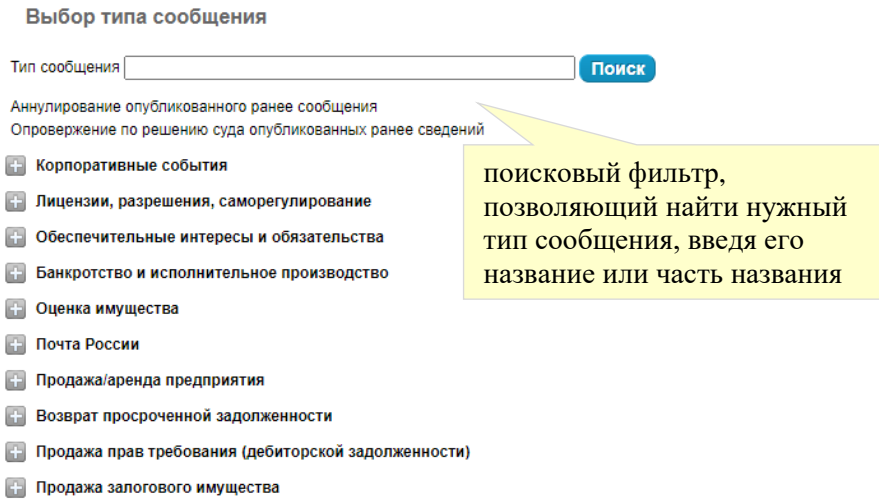 Выбор типа сообщения
Тип сообщения Поиск
Аннулирование опубликованного ранее сообщения
Опровержение по решению суда опубликованных ранее сведений
Корпоративные события
Лицензии, разрешения, саморегулирование
Обеспечительные интересы и обязательства
Банкротство и исполнительное производство
Оценка имущества
Почта России
Продажа/аренда предприятия
Возврат просроченной задолженности
Продажа прав требования (дебиторской задолженности)
Продажа залогового имущества
поисковый фильтр,
позволяющий найти нужный
тип сообщения, введя его
название или часть названия